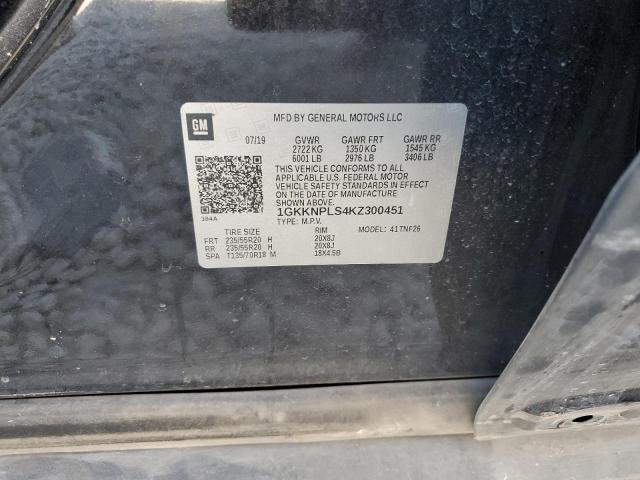 GM
MFD BY GENERAL MOTORS LLC
07/19 GVWR GAWR FRT GAWR RR
2722 KG 1350 KG 1545 KG
6001 LB 2976 LB 3406 LB
THIS VEHICLE CONFORMS TO ALL
APPLICABLE U.S. FEDERAL MOTOR
VEHICLE SAFETY STANDARDS IN EFFECT
ON THE DATE OF MANUFACTURE
SHOWN ABOVE.
1GKKNPLS4KZ300451
384A TYPE: M.P.V. MODEL: 41TNF26
TIRE SIZE RIM
FRT 235/55R20 H 20X8J
RR 235/55R20 H 20X8J
SPA T135/70R18 M 18X4.5B